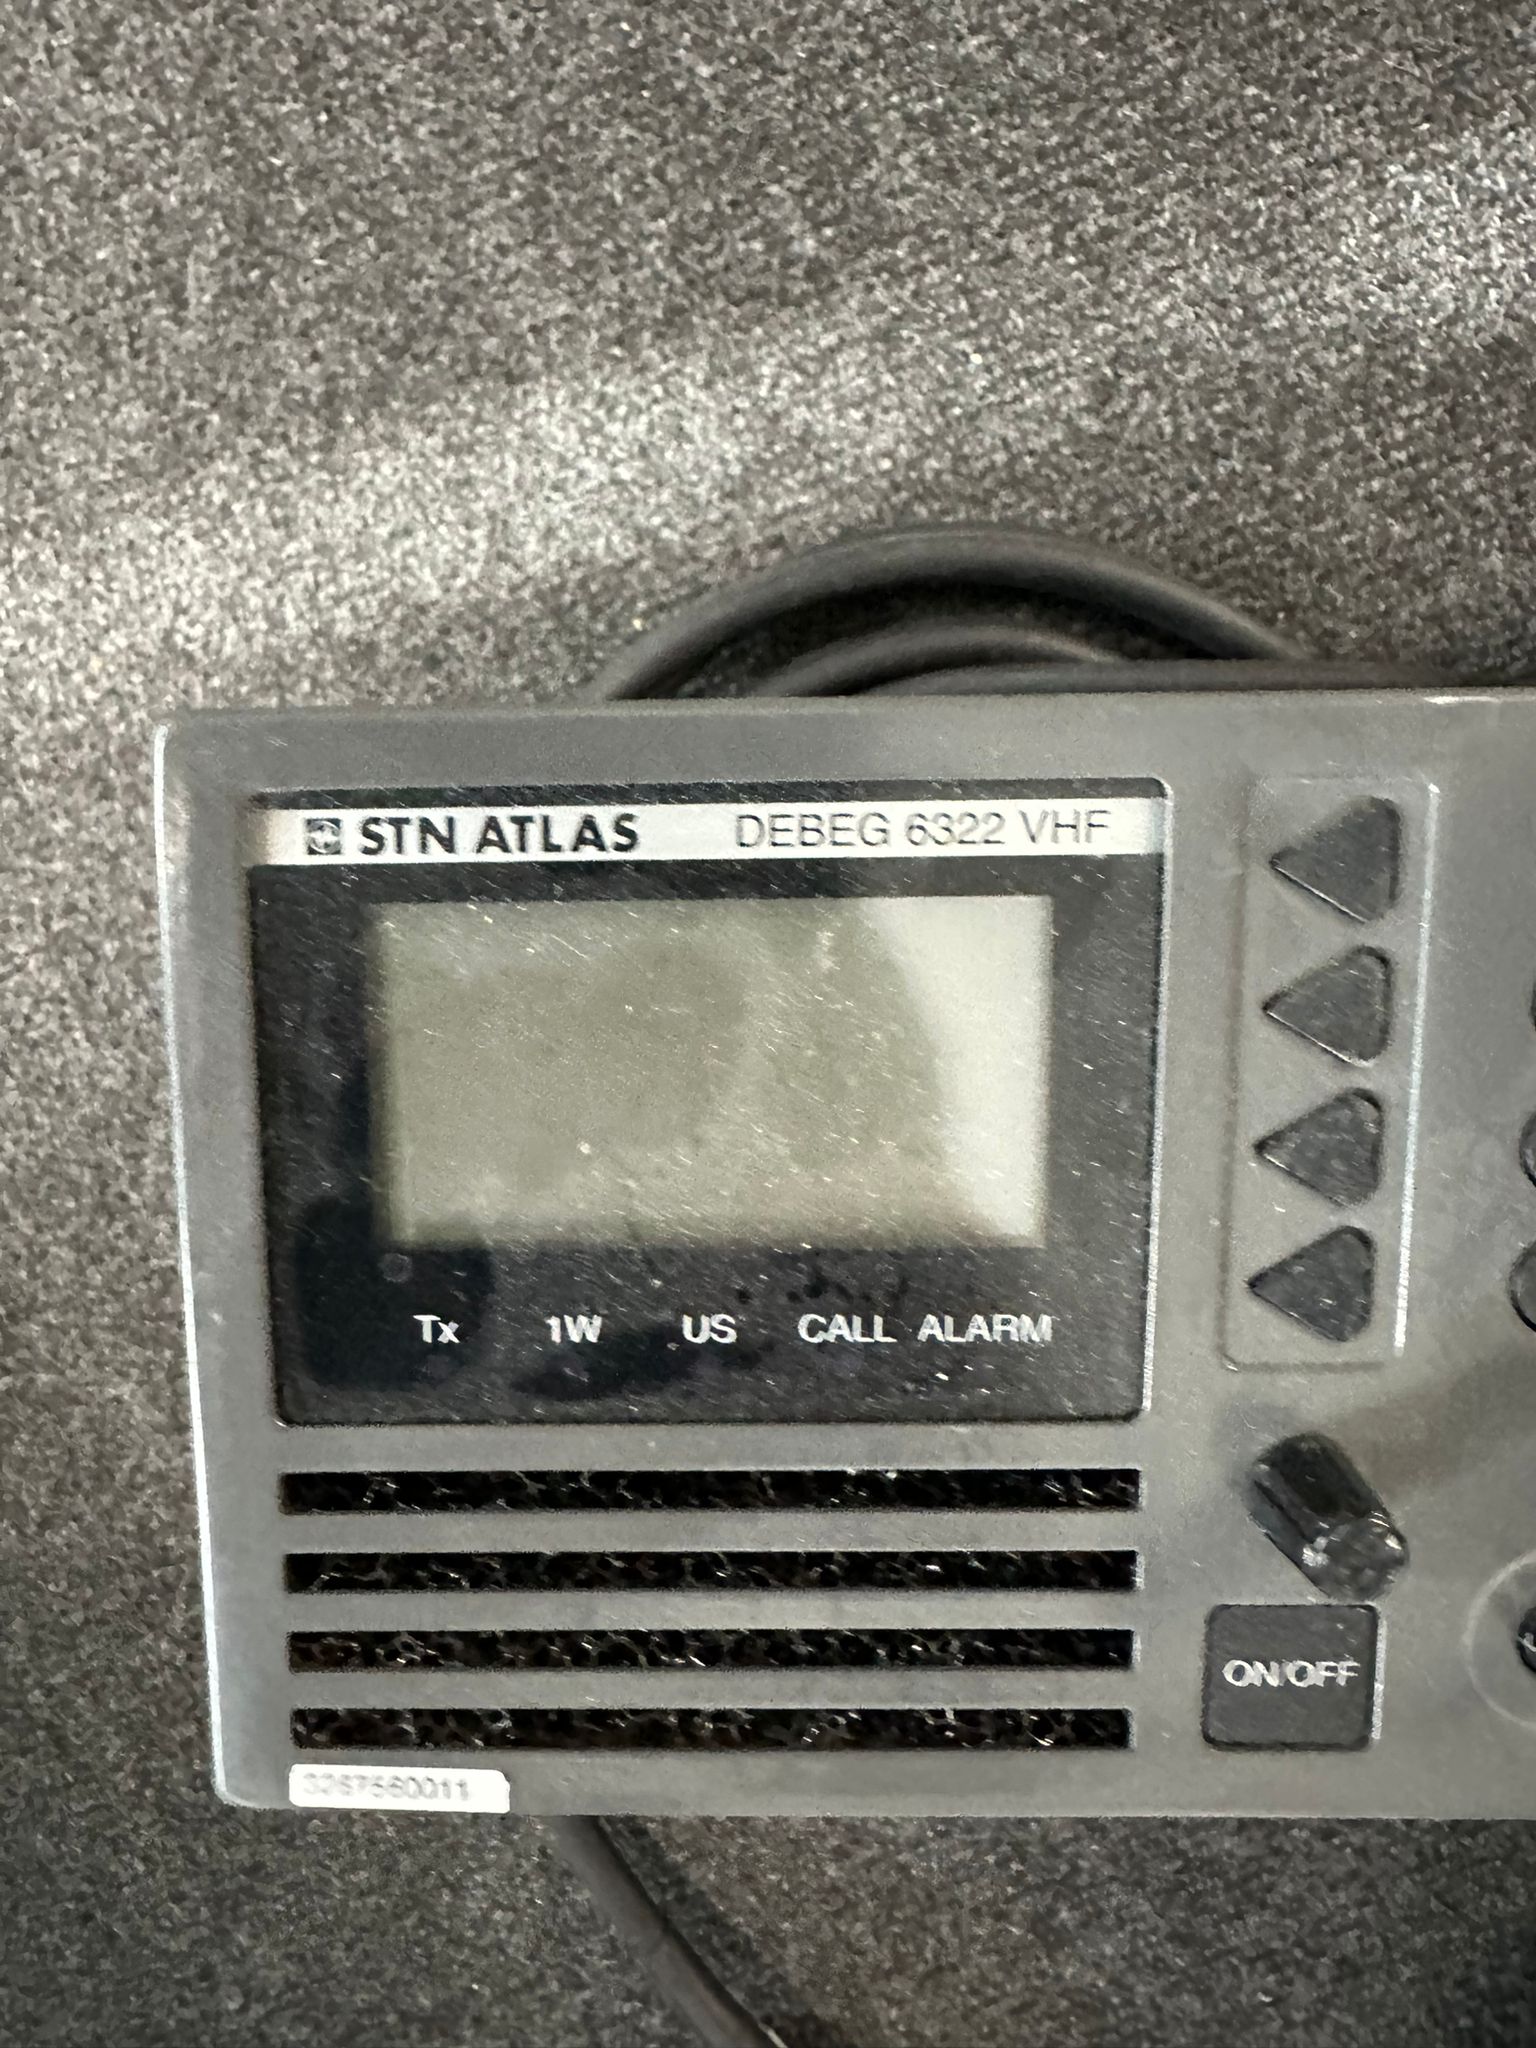 STN ATLAS DEBEG 6322 VHF
Tx 1W US CALL ALARM
ON/OFF